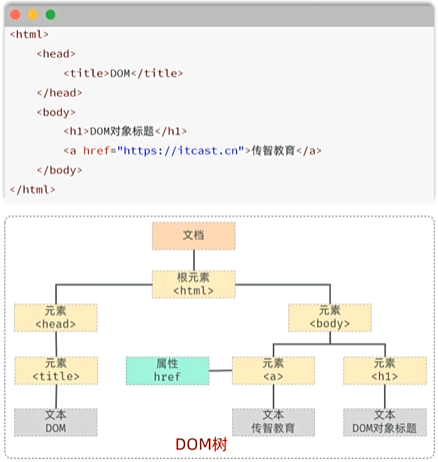 <html>
<head>
<title>DOM</title>
</head>
<body>
<h1>DOM对象标题</h1>
<a href="https://itcast.cn">传智教育</a>
</body>
</html>
文档
根元素
<html>
元素
<head>
元素
<body>
元素
<title>
属性
href
元素
<a>
元素
<h1>
文本
DOM
文本
传智教育
文本
DOM对象标题
DOM树